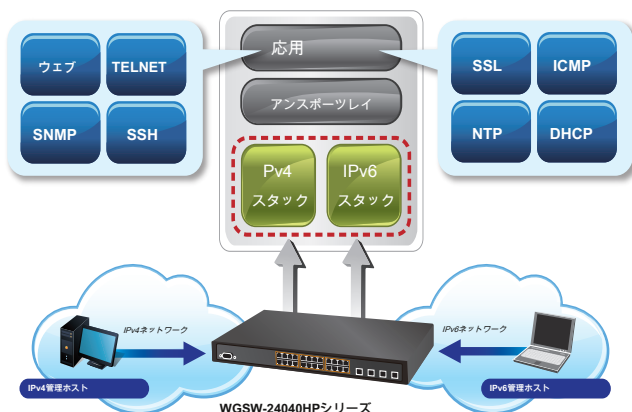 応用
ウェブ
TELNET
SNMP
SSH
SSL
ICMP
NTP
DHCP
アンスポーツレイ
Pv4
スタック
IPv6
スタック
IPv4ネットワーク
IPv6ネットワーク
IPv4管理ホスト
IPv6管理ホスト
WGSW-24040HPシリーズ